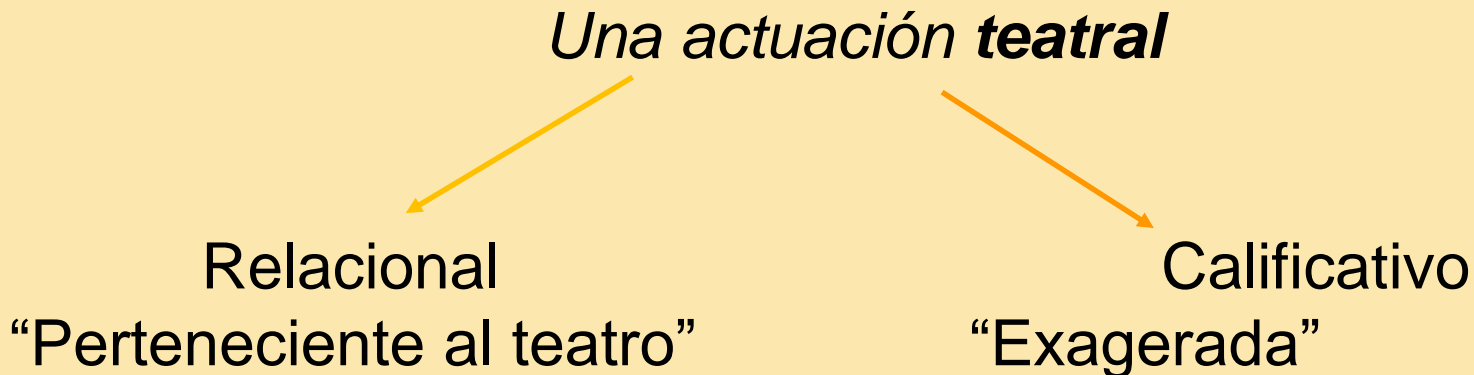 Una actuación teatral
Relacional
“Perteneciente al teatro”
Calificativo
“Exagerada”